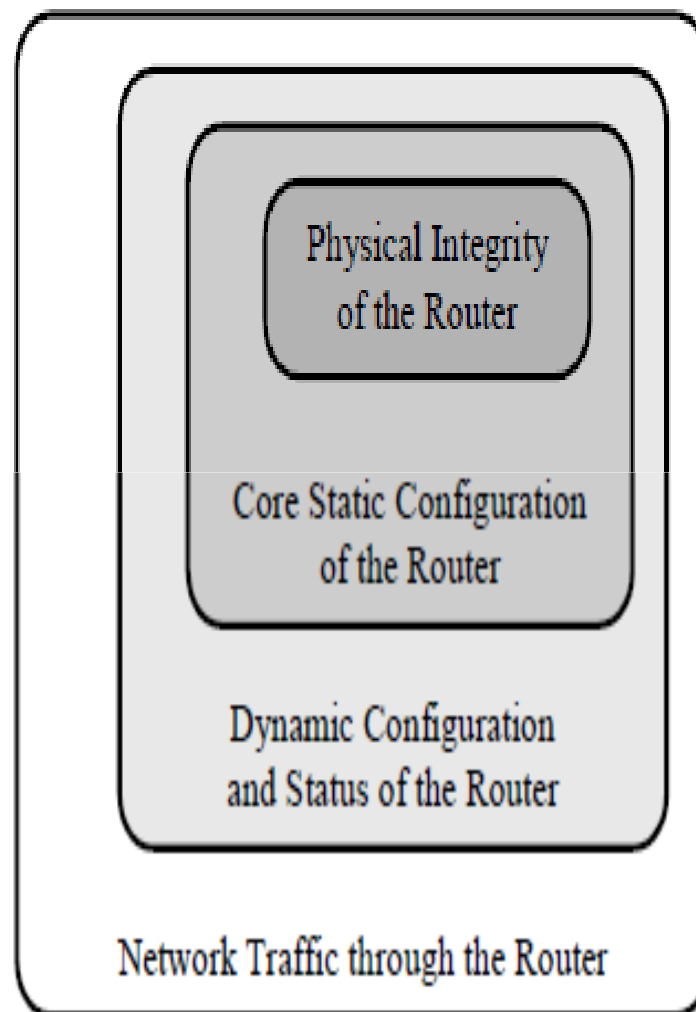 Physical Integrity
of the Router
Core Static Configuration
of the Router
Dynamic Configuration
and Status of the Router
Network Traffic through the Router